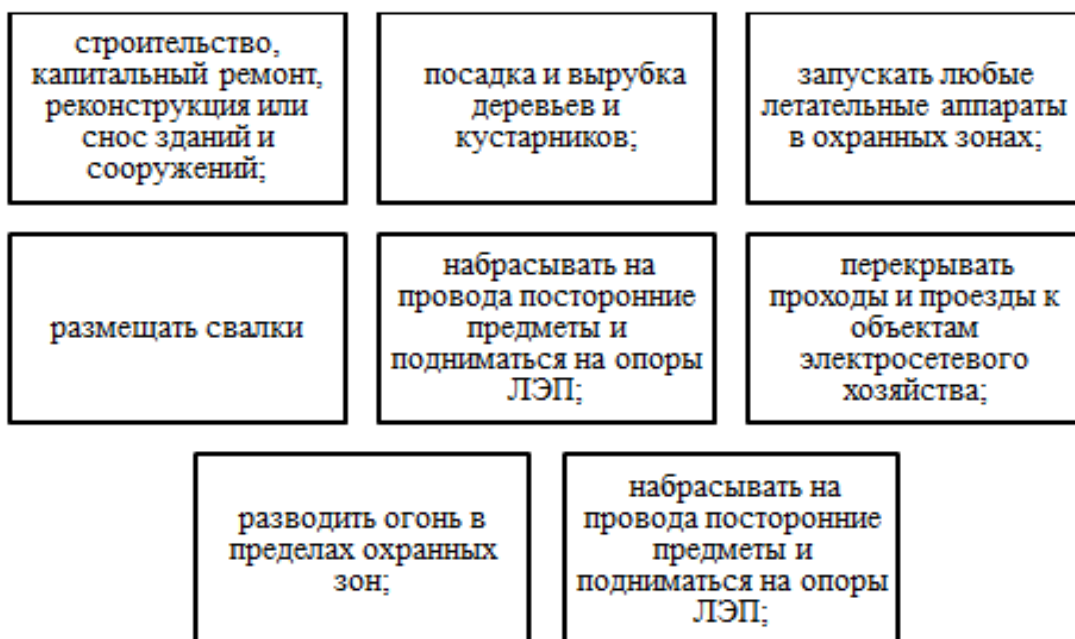 строительство,
капитальный ремонт,
реконструкция или
снос зданий и
сооружений;
посадка и вырубка
деревьев и
кустарников;
запускать любые
летательные аппараты
в охранных зонах;
размещать свалки
набрасывать на
провода посторонние
предметы и
подниматься на опоры
ЛЭП;
перекрывать
проходы и проезды к
объектам
электросетевого
хозяйства;
разводить огонь в
пределах охранных
зон;
набрасывать на
провода посторонние
предметы и
подниматься на опоры
ЛЭП;